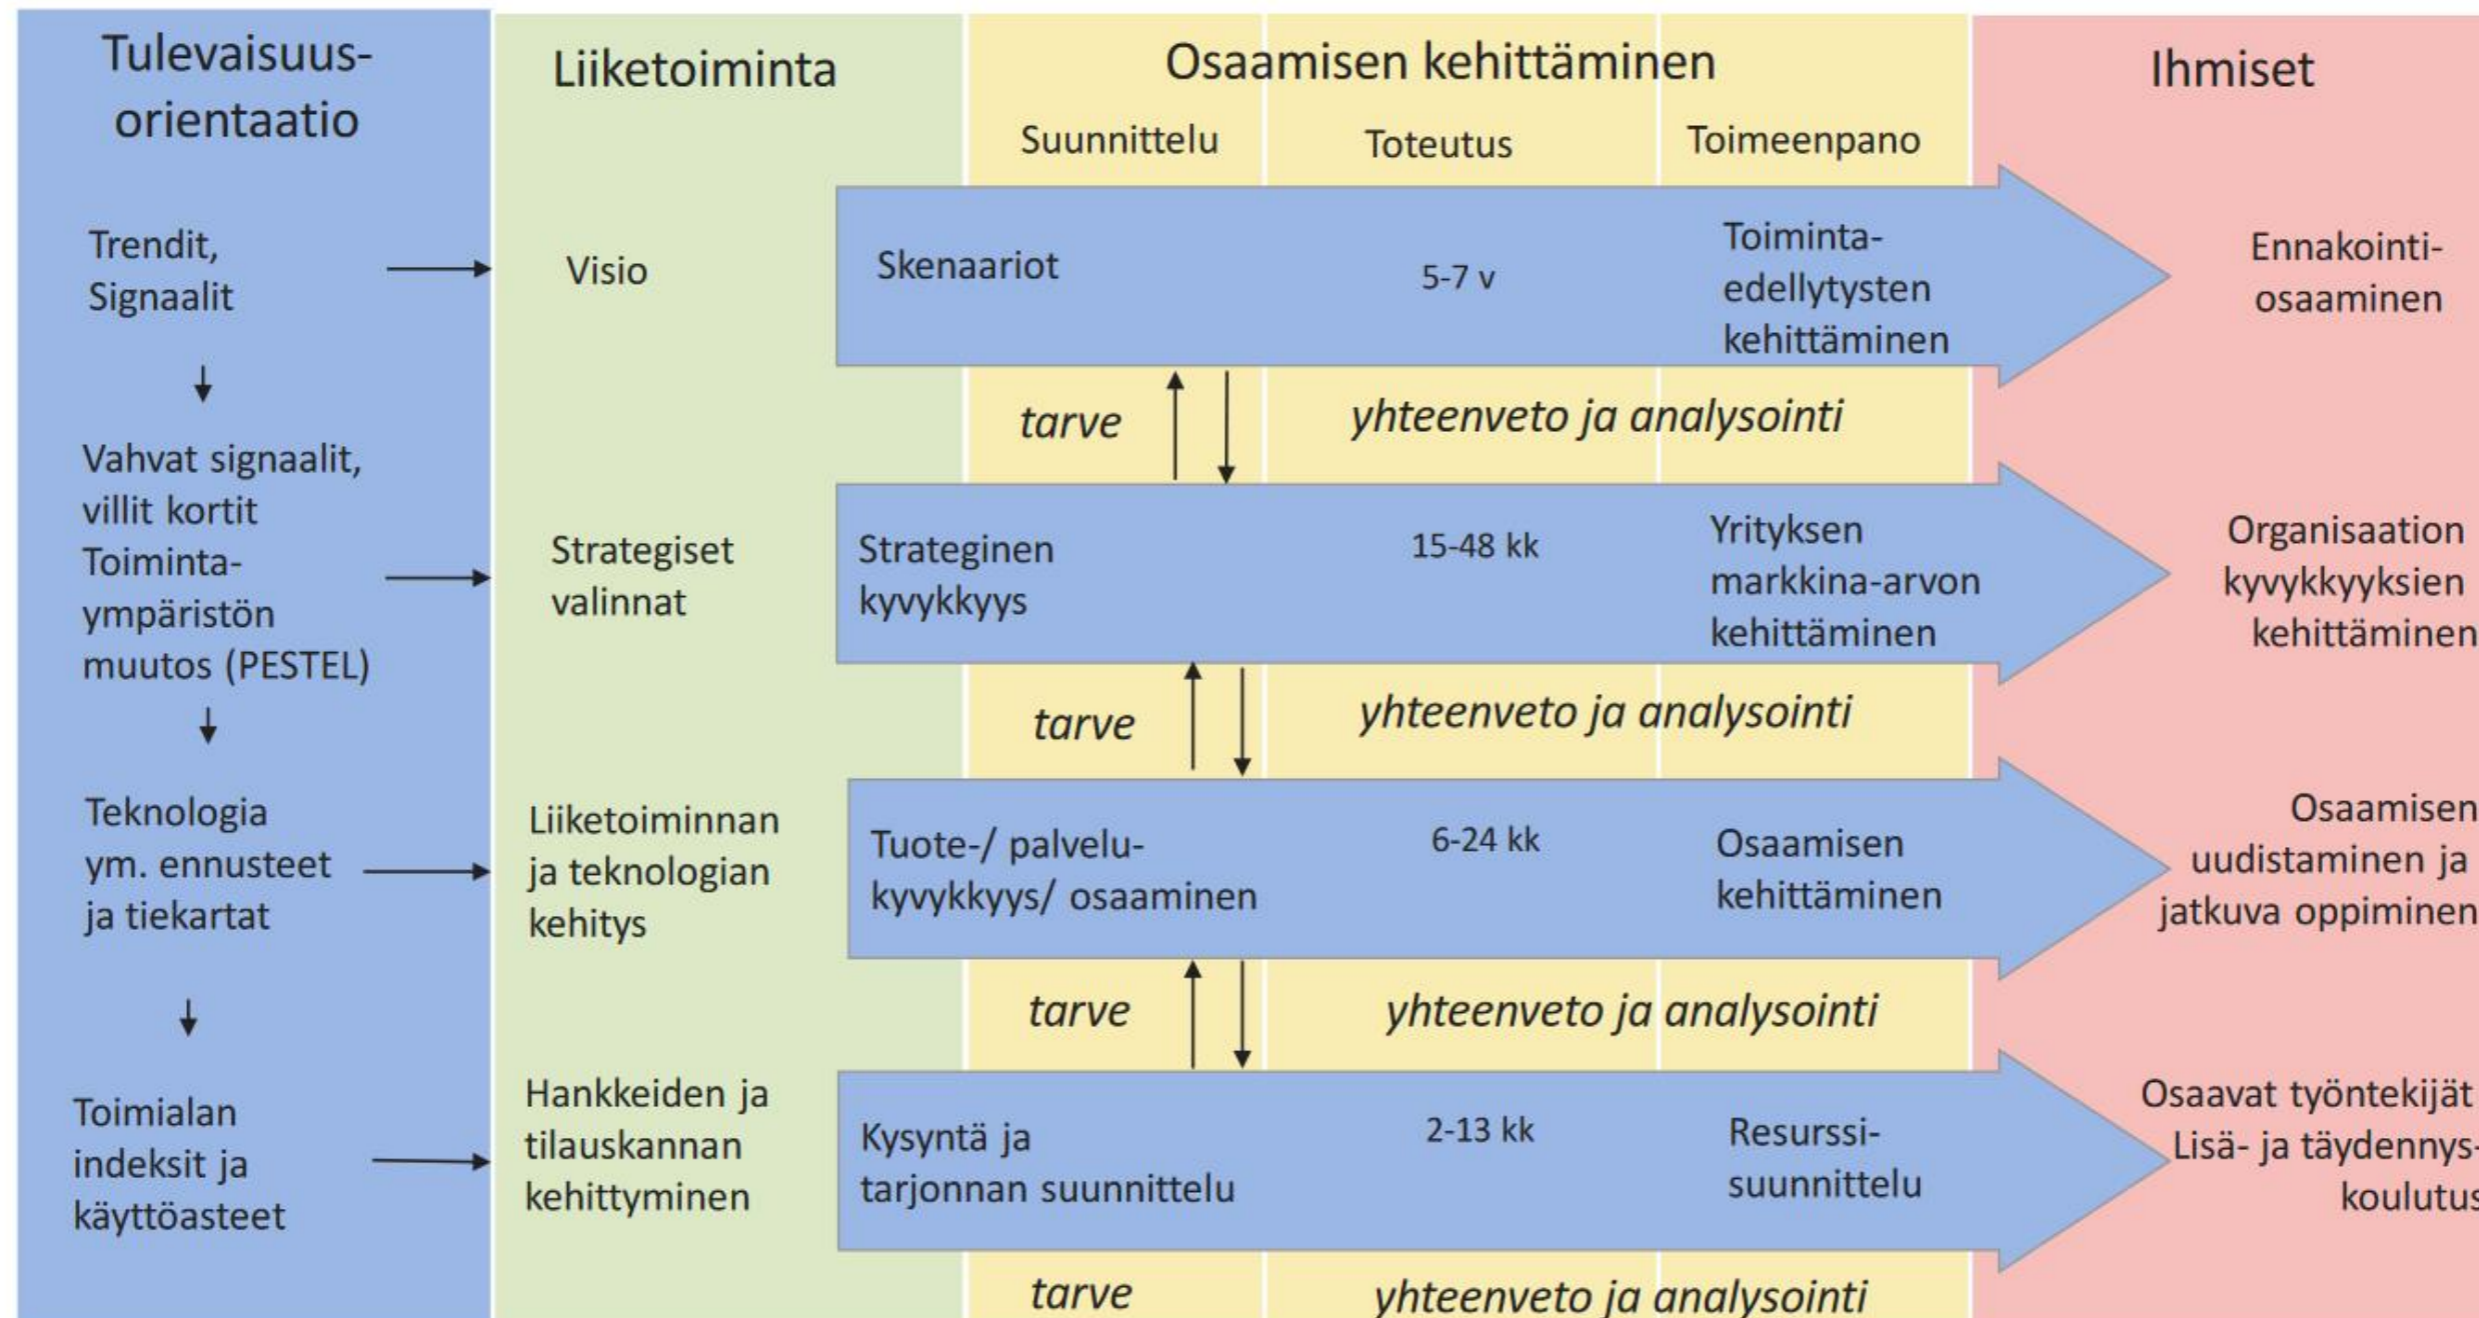 Tulevaisuus-
orientaatio
Liiketoiminta
Osaamisen kehittäminen
Ihmiset
Suunnittelu
Toteutus
Toimeenpano
Trendit,
Signaalit
Visio
Skenaariot
5-7 v
Toiminta-
edellytysten
kehittäminen
Ennakointi-
osaaminen
tarve
yhteenveto ja analysointi
Vahvat signaalit,
villit kortit
Toiminta-
ympäristön
muutos (PESTEL)
Strategiset
valinnat
Strateginen
kyvykkyys
15-48 kk
Yrityksen
markkina-arvon
kehittäminen
Organisaation
kyvykkyyksien
kehittäminen
tarve
yhteenveto ja analysointi
Teknologia
ym. ennusteet
ja tiekartat
Liiketoiminnan
ja teknologian
kehitys
Tuote-/ palvelu-
kyvykkyys/ osaaminen
6-24 kk
Osaamisen
kehittäminen
Osaamisen
uudistaminen ja
jatkuva oppiminen
tarve
yhteenveto ja analysointi
Toimialan
indeksit ja
käyttöasteet
Hankkeiden ja
tilauskannan
kehittyminen
Kysyntä ja
tarjonnan suunnittelu
2-13 kk
Resurssi-
suunnittelu
Osaavat työntekijät
Lisä- ja täydennys-
koulutus
tarve
yhteenveto ja analysointi